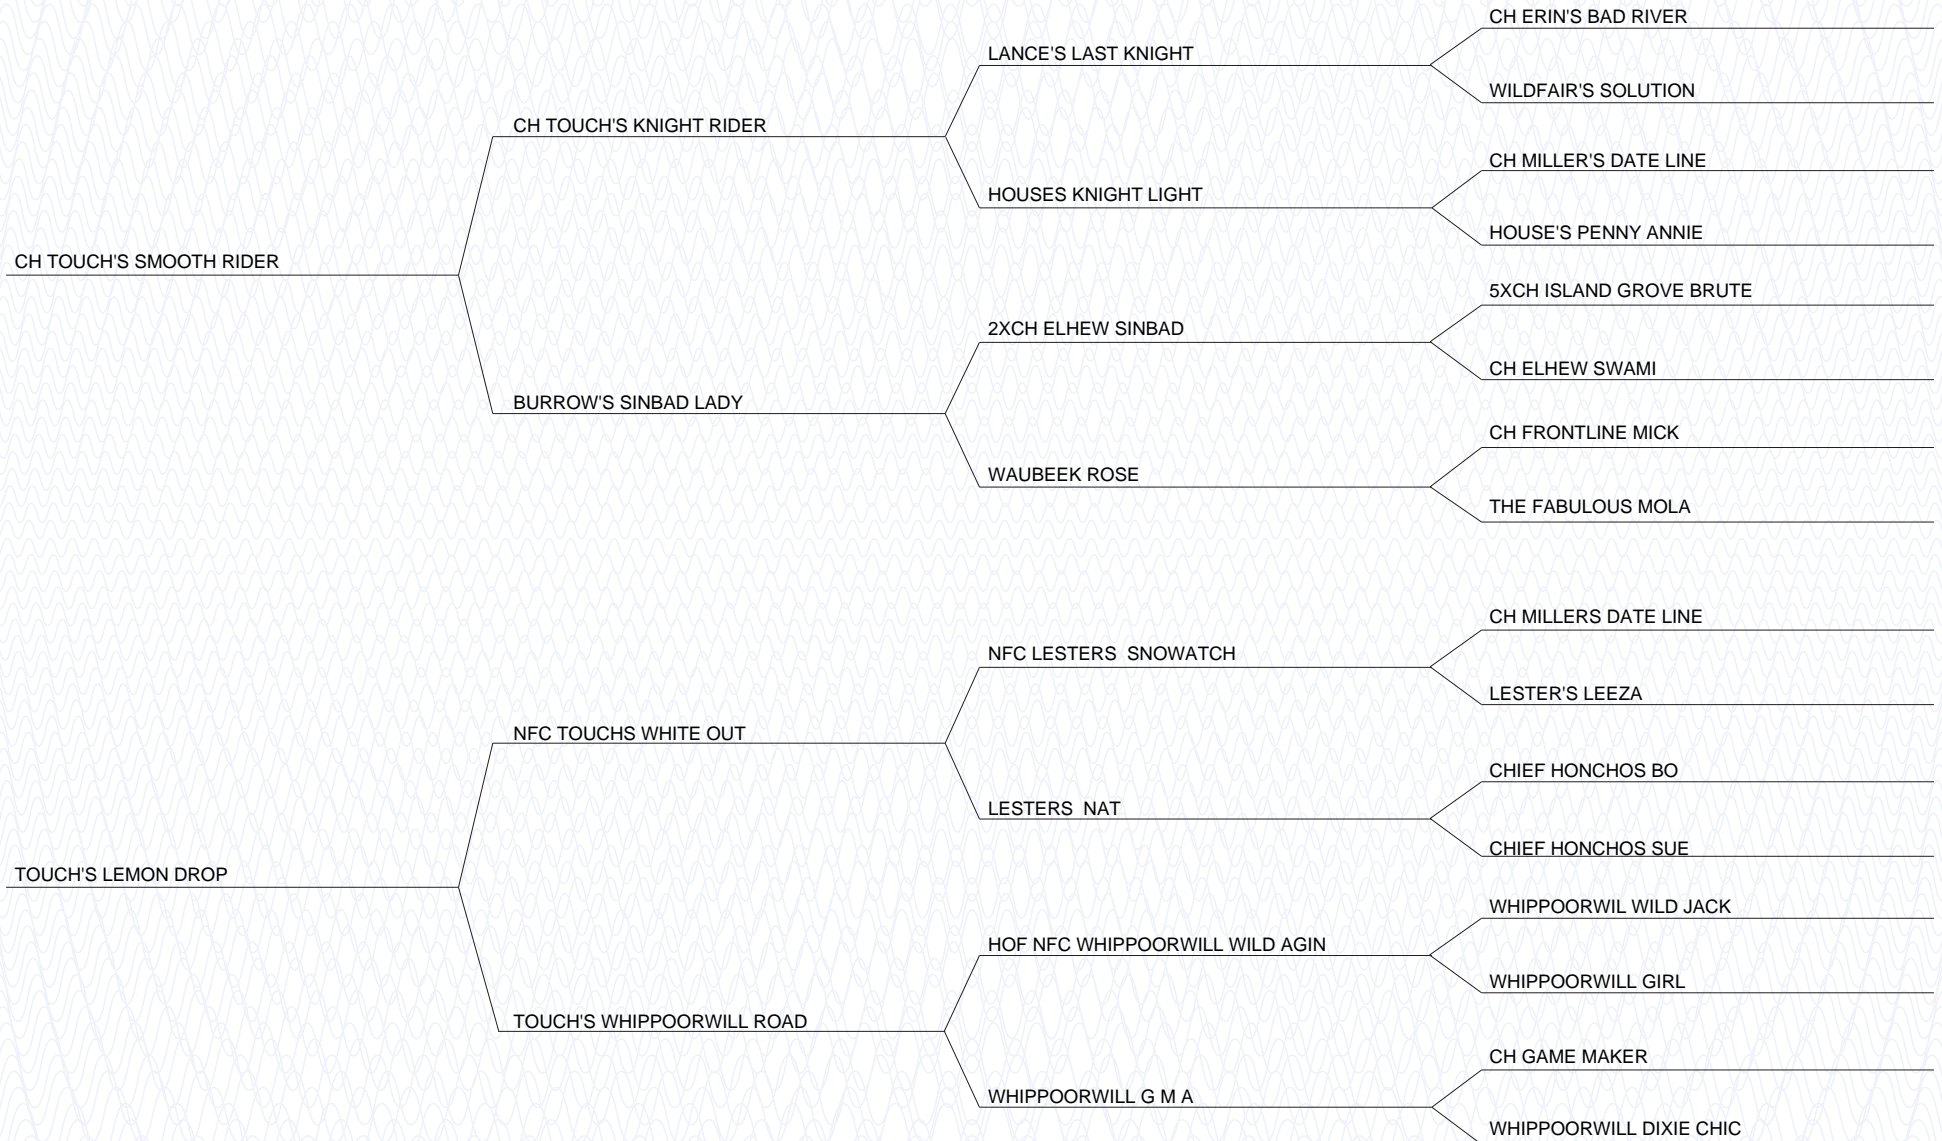 CH ERIN'S BAD RIVER
LANCE'S LAST KNIGHT
WILDFAIR'S SOLUTION
CH TOUCH'S KNIGHT RIDER
CH MILLER'S DATE LINE
HOUSES KNIGHT LIGHT
HOUSE'S PENNY ANNIE
CH TOUCH'S SMOOTH RIDER
5XCH ISLAND GROVE BRUTE
2XCH ELHEW SINBAD
CH ELHEW SWAMI
BURROW'S SINBAD LADY
CH FRONTLINE MICK
WAUBEEK ROSE
THE FABULOUS MOLA
CH MILLERS DATE LINE
NFC LESTERS  SNOWATCH
LESTER'S LEEZA
NFC TOUCHS WHITE OUT
CHIEF HONCHOS BO
LESTERS  NAT
CHIEF HONCHOS SUE
TOUCH'S LEMON DROP
WHIPPOORWIL WILD JACK
HOF NFC WHIPPOORWILL WILD AGIN
WHIPPOORWILL GIRL
TOUCH'S WHIPPOORWILL ROAD
CH GAME MAKER
WHIPPOORWILL G M A
WHIPPOORWILL DIXIE CHIC